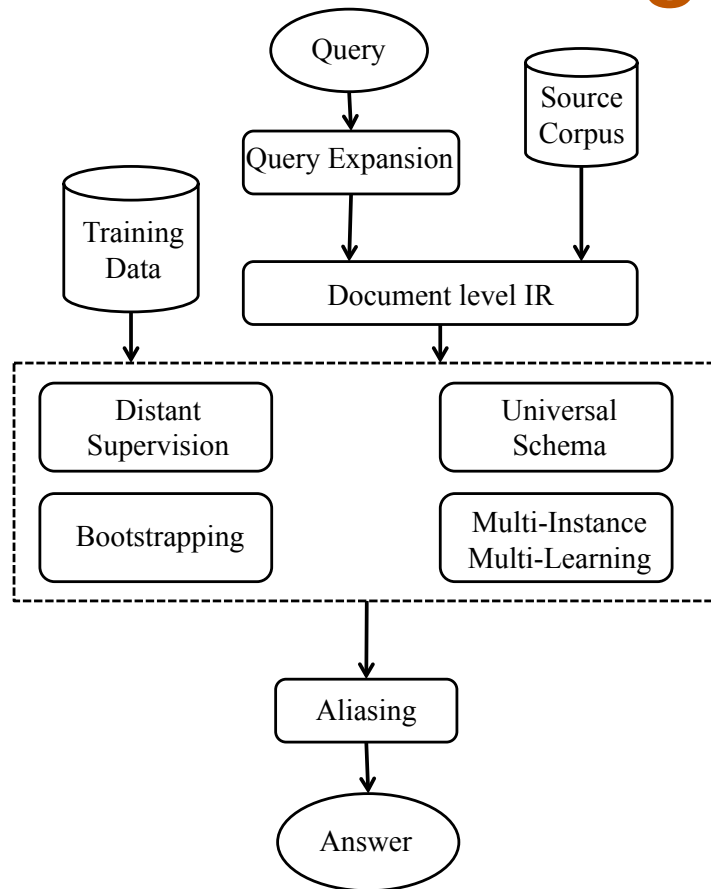 Query
Source
Corpus
Query Expansion
Training
Data
Document level IR
Distant
Supervision
Universal
Schema
Bootstrapping
Multi-Instance
Multi-Learning
Aliasing
Answer